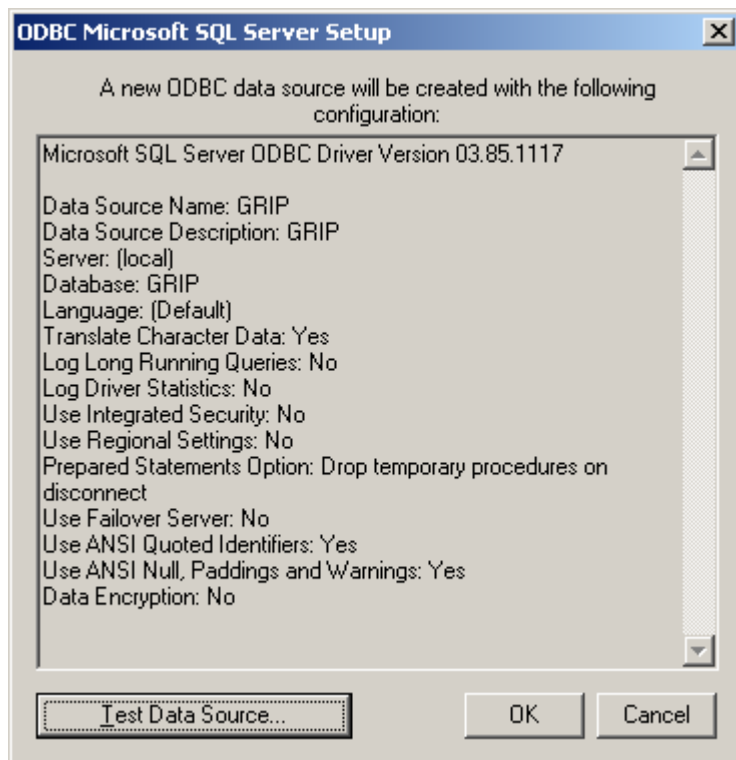 ODBC Microsoft SQL Server Setup
A new ODBC data source will be created with the following
configuration:
Microsoft SQL Server ODBC Driver Version 03.85.1117
Data Source Name: GRIP
Data Source Description: GRIP
Server: (local)
Database: GRIP
Language: (Default)
Translate Character Data: Yes
Log Long Running Queries: No
Log Driver Statistics: No
Use Integrated Security: No
Use Regional Settings: No
Prepared Statements Option: Drop temporary procedures on
disconnect
Use Failover Server: No
Use ANSI Quoted Identifiers: Yes
Use ANSI Null, Paddings and Warnings: Yes
Data Encryption: No
Test Data Source...
OK
Cancel